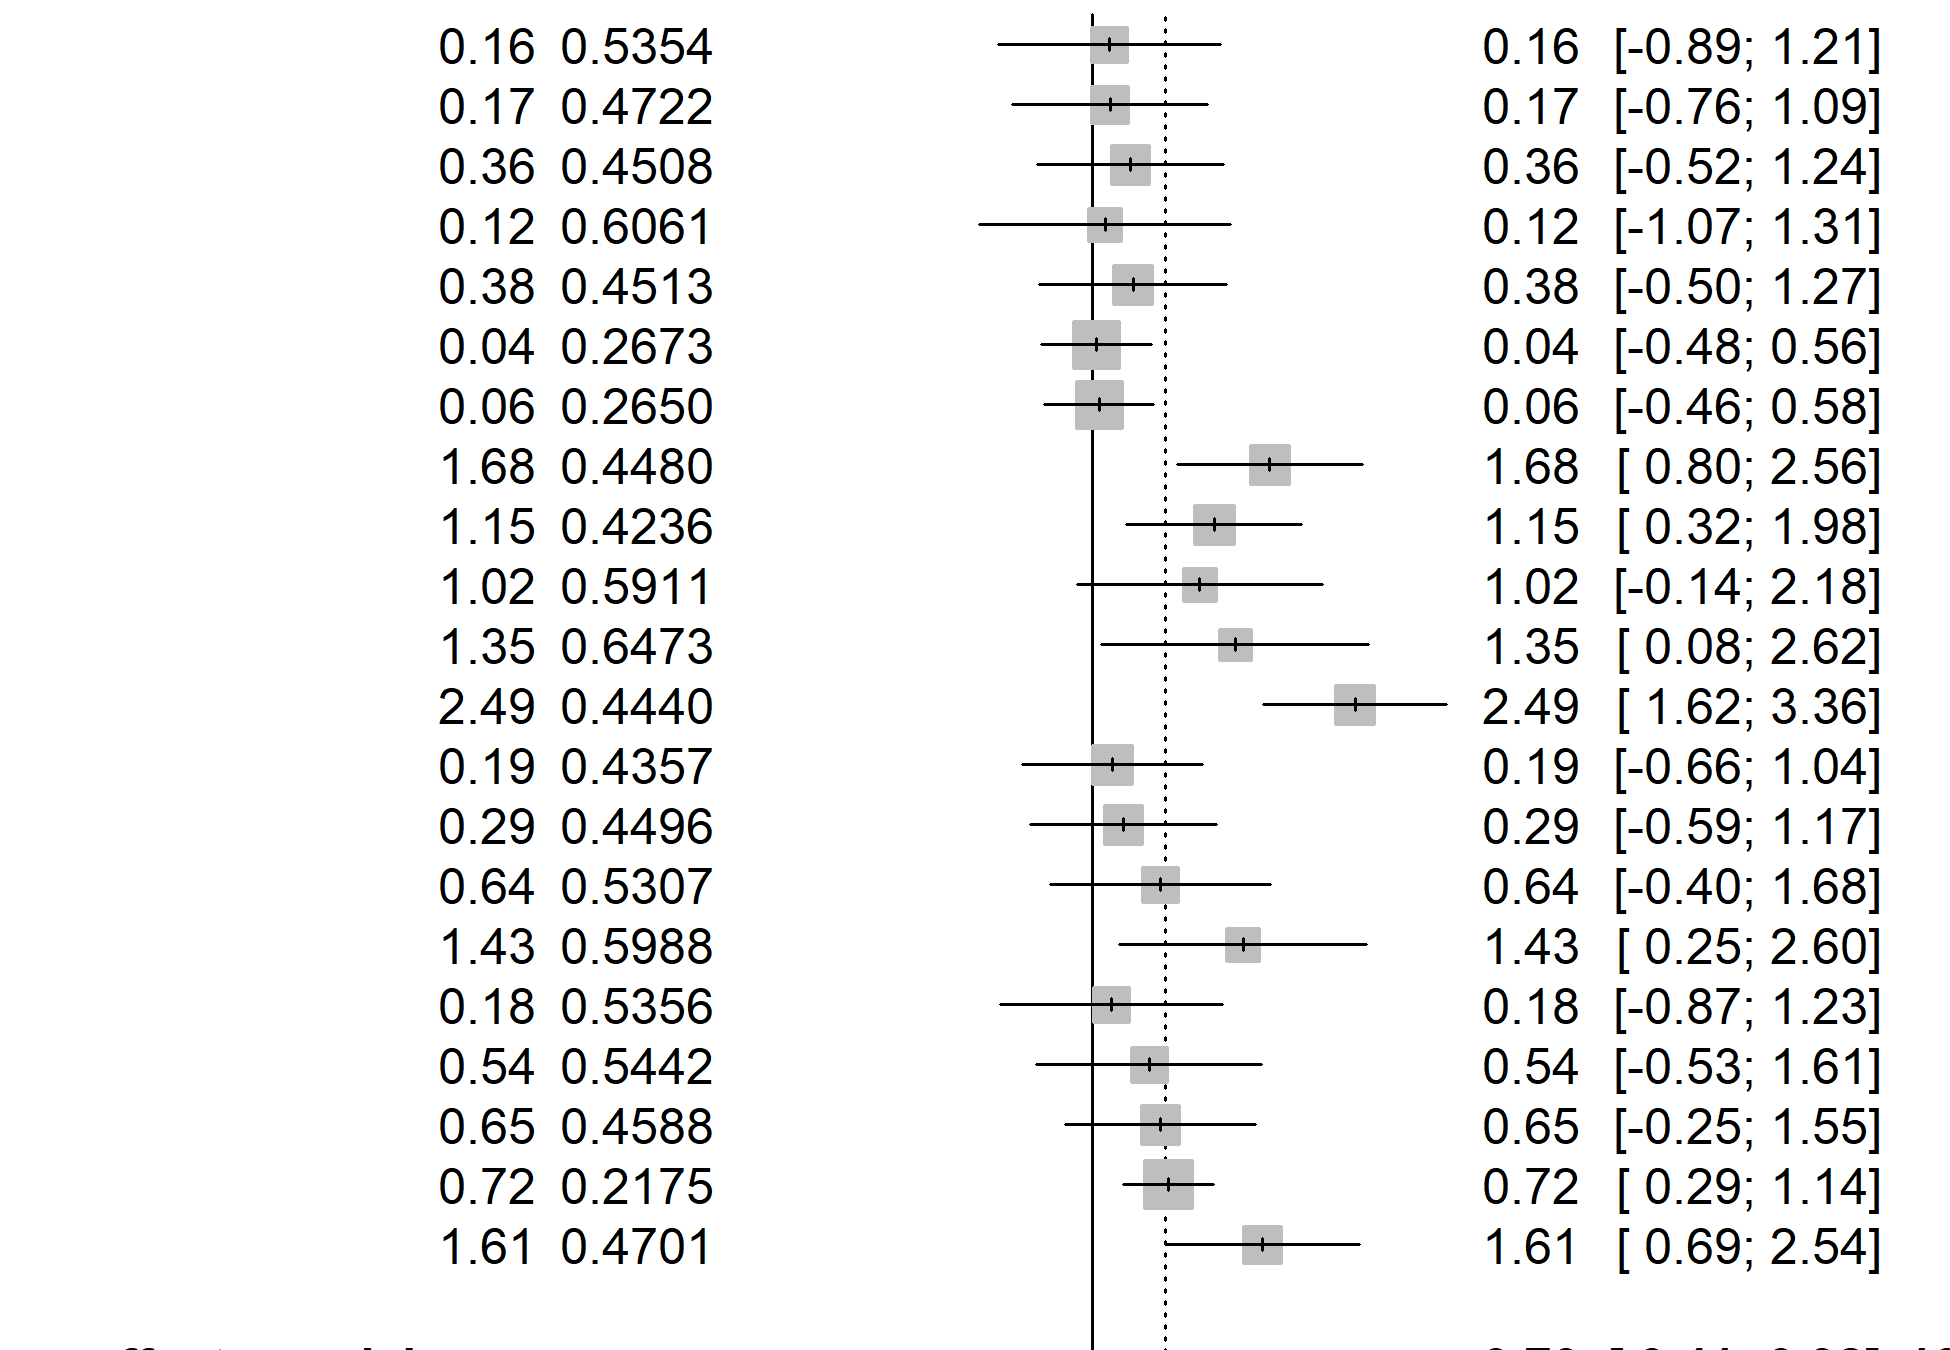 0.16 0.5354 0.16 [-0.89; 1.21]
0.17 0.4722 0.17 [-0.76; 1.09]
0.36 0.4508 0.36 [-0.52; 1.24]
0.12 0.6061 0.12 [-1.07; 1.31]
0.38 0.4513 0.38 [-0.50; 1.27]
0.04 0.2673 0.04 [-0.48; 0.56]
0.06 0.2650 0.06 [-0.46; 0.58]
1.68 0.4480 1.68 [ 0.80; 2.56]
1.15 0.4236 1.15 [ 0.32; 1.98]
1.02 0.5911 1.02 [-0.14; 2.18]
1.35 0.6473 1.35 [ 0.08; 2.62]
2.49 0.4440 2.49 [ 1.62; 3.36]
0.19 0.4357 0.19 [-0.66; 1.04]
0.29 0.4496 0.29 [-0.59; 1.17]
0.64 0.5307 0.64 [-0.40; 1.68]
1.43 0.5988 1.43 [ 0.25; 2.60]
0.18 0.5356 0.18 [-0.87; 1.23]
0.54 0.5442 0.54 [-0.53; 1.61]
0.65 0.4588 0.65 [-0.25; 1.55]
0.72 0.2175 0.72 [ 0.29; 1.14]
1.61 0.4701 1.61 [ 0.69; 2.54]